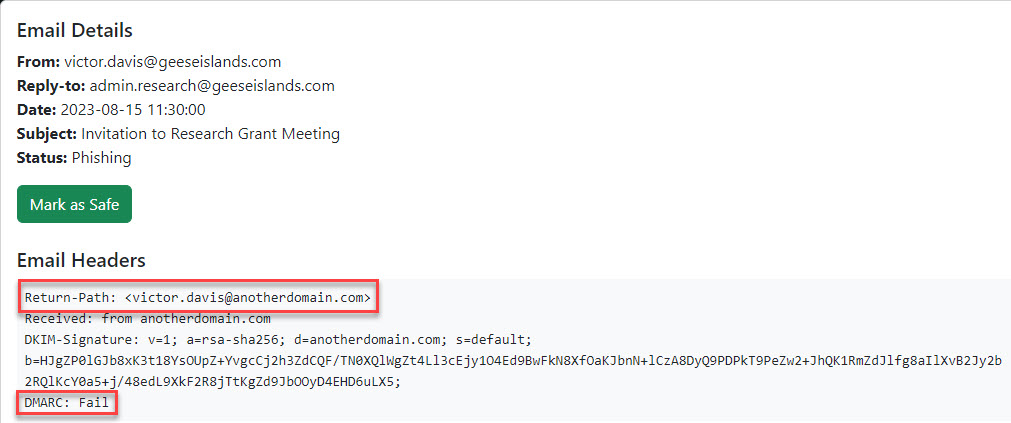 Email Details
From: victor.davis@geeseislands.com
Reply-to: admin.research@geeseislands.com
Date: 2023-08-15 11:30:00
Subject: Invitation to Research Grant Meeting
Status: Phishing
Mark as Safe
Email Headers
Return-Path: <victor.davis@anotherdomain.com>
Received: from anotherdomain.com
DKIM-Signature: v=1; a=rsa-sha256; d=anotherdomain.com; s=default;
b=HJgZP0lGJb8xK3t18YsOUpZ+YvgcCj2h3ZdCQF/TN0XQlWgZt4Ll3cEjy1O4Ed9BwFkN8XfOaKJbnN+lCzA8DyQ9PDPkT9PeZw2+JhQK1RmZdJlfg8aIlXvB2Jy2b
2RQlKcY0a5+j/48edL9XkF2R8jTtKgZd9JbOOyD4EHD6uLX5;
DMARC: Fail